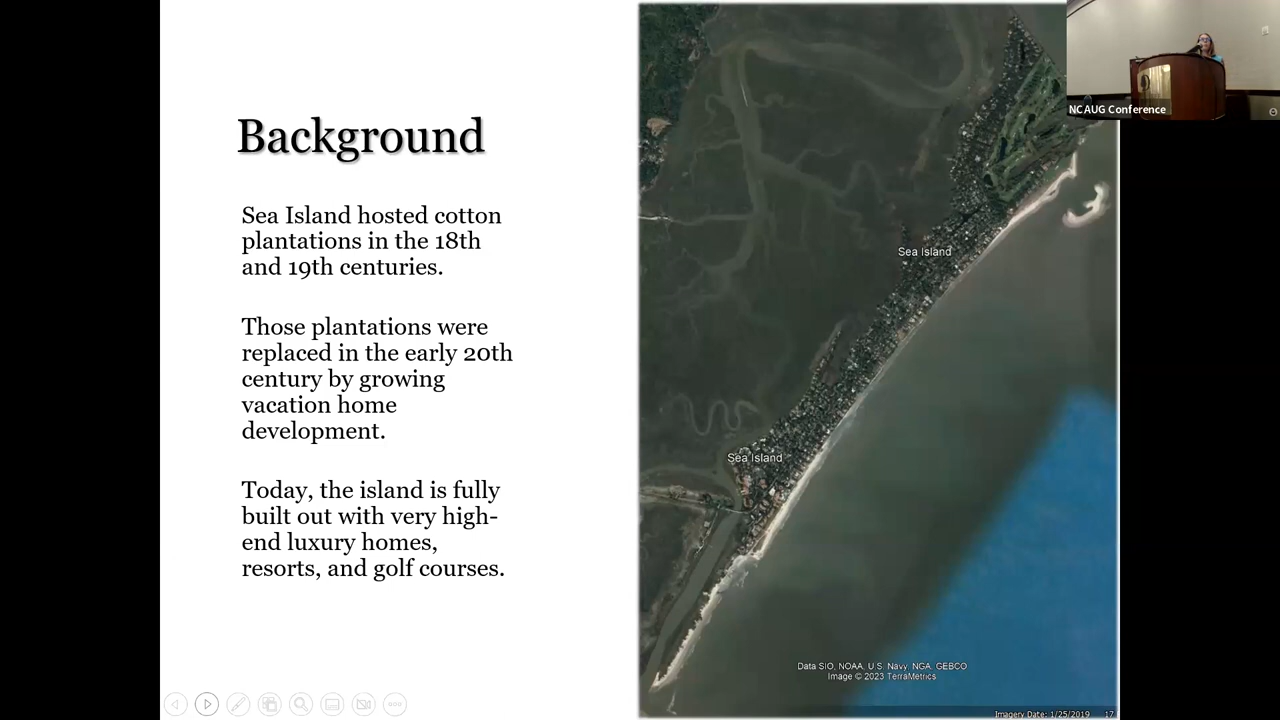 Background
Sea Island hosted cotton
plantations in the 18th
and 19th centuries.
Those plantations were
replaced in the early 20th
century by growing
vacation home
development.
Today, the island is fully
built out with very high-
end luxury homes,
resorts, and golf courses.
NCAUG Conference
Sea Island
Sea Island
Data SIO, NOAA, U.S. Navy, NGA, GEBCO
Image © 2023 TerraMetrics
Imagery Date: 1/25/2019 17